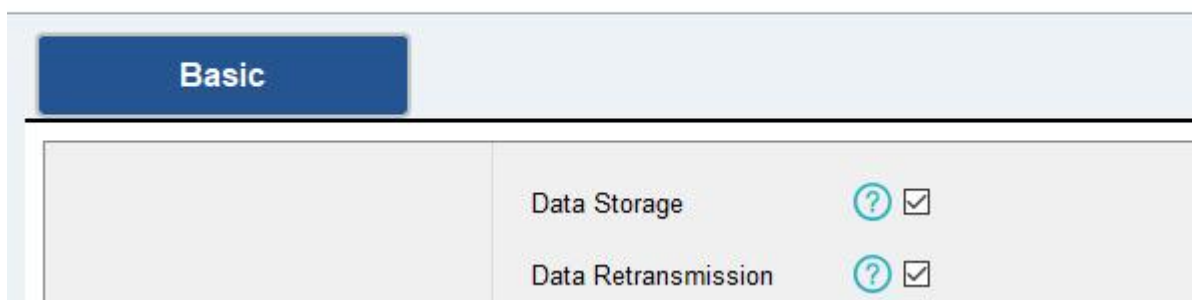 Basic
Data Storage ?
Data Retransmission ?